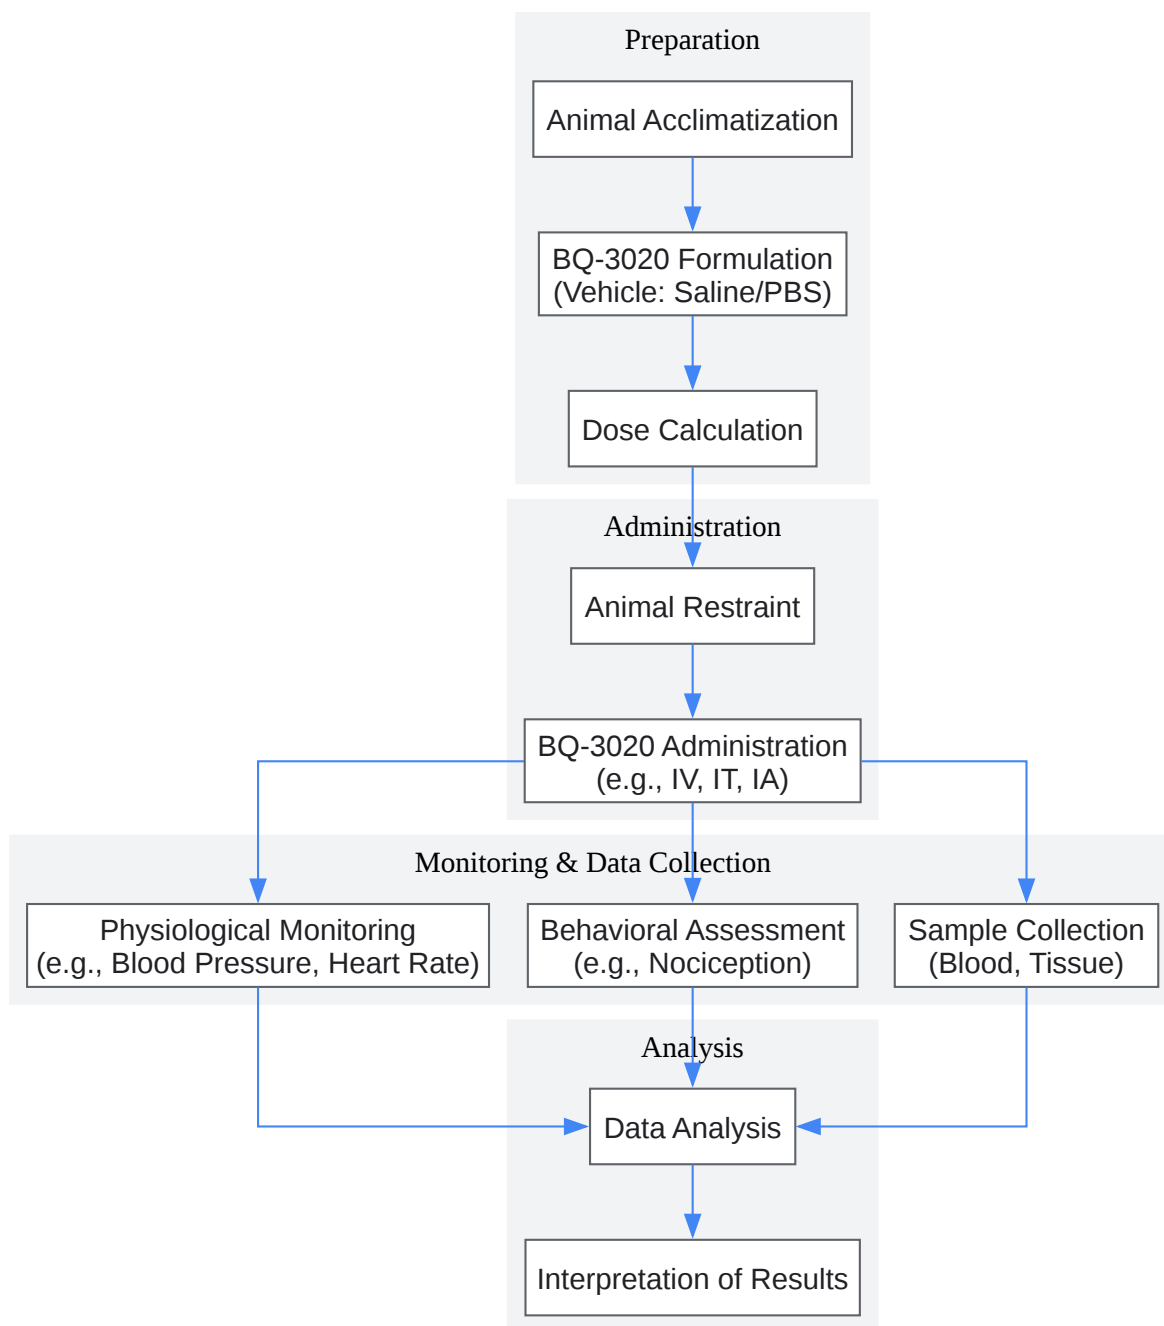 Preparation
Animal Acclimatization
BQ-3020 Formulation
(Vehicle: Saline/PBS)
Dose Calculation
Administration
Animal Restraint
BQ-3020 Administration
(e.g., IV, IT, IA)
Monitoring & Data Collection
Physiological Monitoring
(e.g., Blood Pressure, Heart Rate)
Behavioral Assessment
(e.g., Nociception)
Sample Collection
(Blood, Tissue)
Analysis
Data Analysis
Interpretation of Results